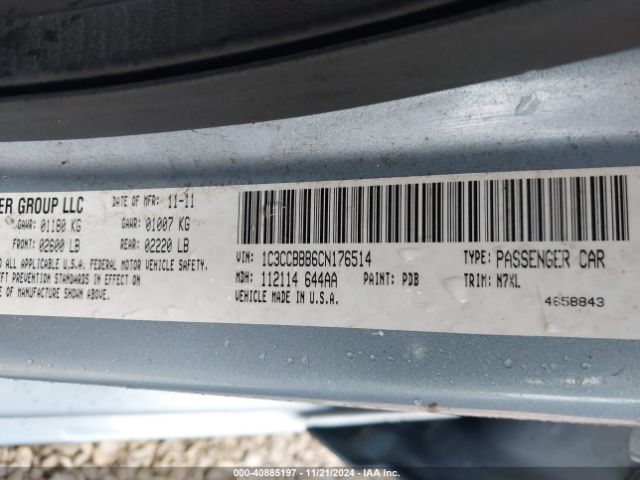 ER GROUP LLC
DATE OF MFR: 11-11
GAWR: 01180 KG
GAWR: 01007 KG
FRONT: 02600 LB
REAR: 02220 LB
ALL APPLICABLE U.S.A. FEDERAL MOTOR VEHICLE SAFETY,
FT PREVENTION STANDARDS IN EFFECT ON
E OF MANUFACTURE SHOWN ABOVE.
VIN: 1C3CCBBB6CN176514
TYPE: PASSENGER CAR
MDH: 112114 644AA
PAINT: PDB
TRIM: N7XL
VEHICLE MADE IN U.S.A.
4658843
000-40885197 - 11/21/2024 - IAA Inc.